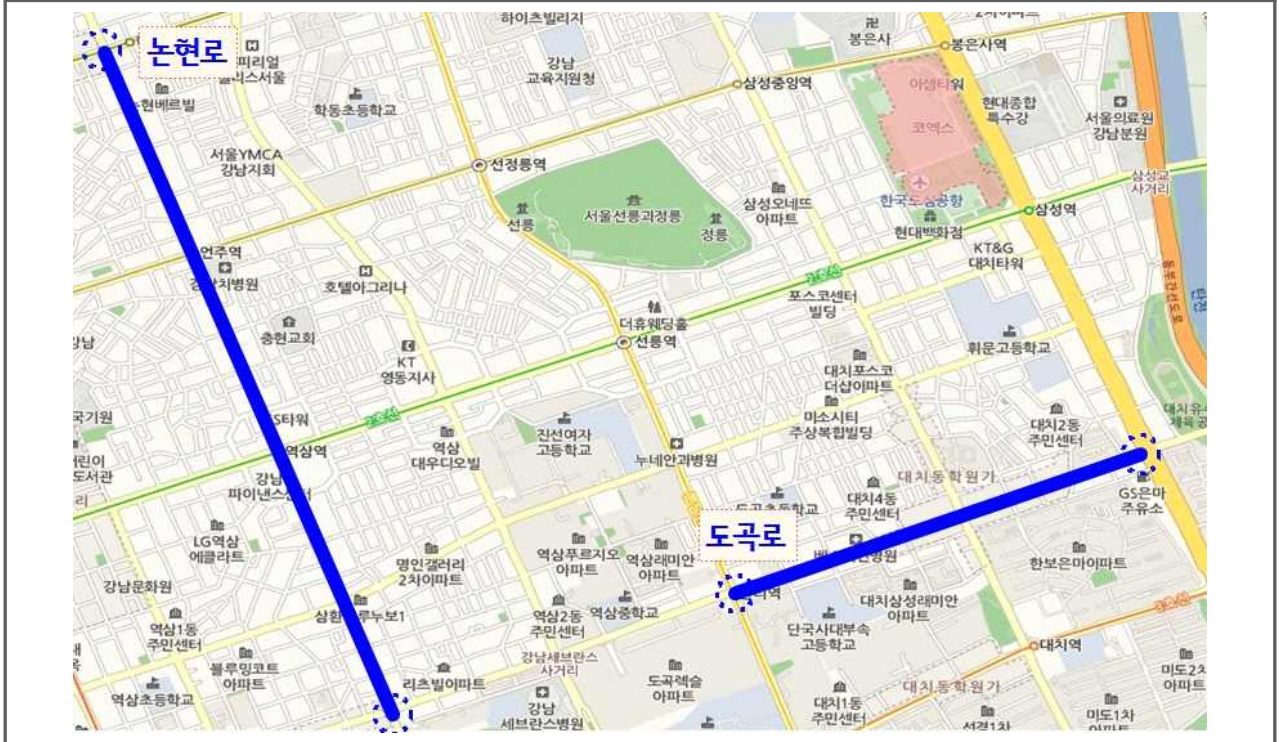 하이츠빌리지
봉은사
봉은사역
논현로
강남
교육지원청
삼성중앙역
아셈타워
현대종합
특수강
서울의료원
강남분원
학동초등학교
코엑스
서울YMCA
강남지회
선정릉역
삼성교
사거리
서울선릉과정릉
선릉
정릉
삼성오네뜨
아파트
한국도심공항
현대백화점
삼성역
KT&G
대치타워
언주역
호텔아그리나
2호선
포스코센터
빌딩
동부간선도로
탄천
더휴웨딩홀
선릉역
충현교회
KT
영동지사
휘문고등학교
대치포스코
더샵아파트
미소시티
주상복합빌딩
대치2동
주민센터
국기원
2호선
역삼역
역삼
대우디오빌
진선여자
고등학교
누네안과병원
대치동학원가
대치4동
주민센터
GS은마
주유소
도곡로
LG역삼
에클라트
명인갤러리
2차아파트
역삼푸르지오
아파트
역삼래미안
아파트
한보은마아파트
강남문화원
대치삼성래미안
아파트
3호선
역삼1동
주민센터
역삼2동
주민센터
역삼중학교
단국사대부속
고등학교
대치역
블루밍코트
아파트
강남세브란스
사거리
리츠빌아파트
도곡렉슬
아파트
대치동학원가
역삼초등학교
강남
세브란스병원
대치1동
주민센터
미도1차